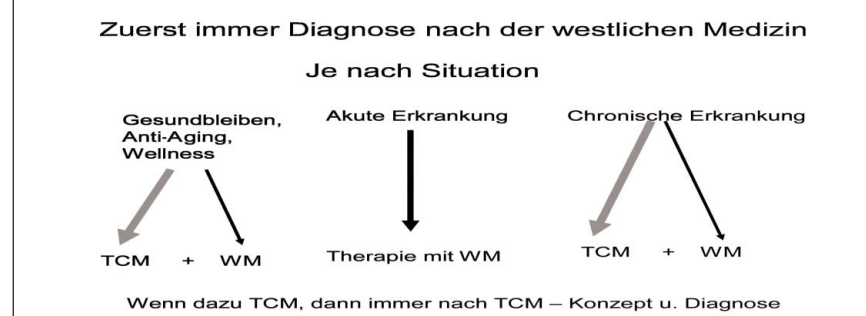 Zuerst immer Diagnose nach der westlichen Medizin
Je nach Situation
Gesundbleiben,
Anti-Aging,
Wellness
Akute Erkrankung
Chronische Erkrankung
TCM + WM
Therapie mit WM
TCM + WM
Wenn dazu TCM, dann immer nach TCM – Konzept u. Diagnose